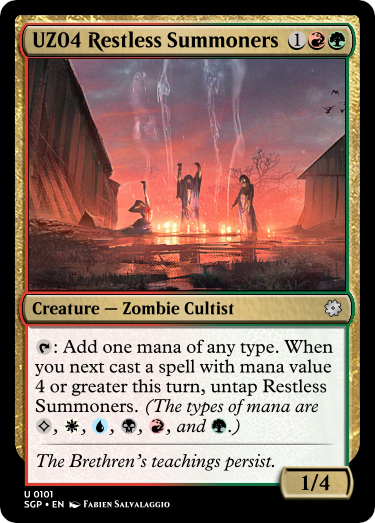 UZ04 Restless Summoners 1
Creature — Zombie Cultist
: Add one mana of any type. When
you next cast a spell with mana value
4 or greater this turn, untap Restless
Summoners. (The types of mana are
, , , , , and .)
The Brethren's teachings persist.
1/4
U 0101
SGP • EN Fabien Salvalaggio